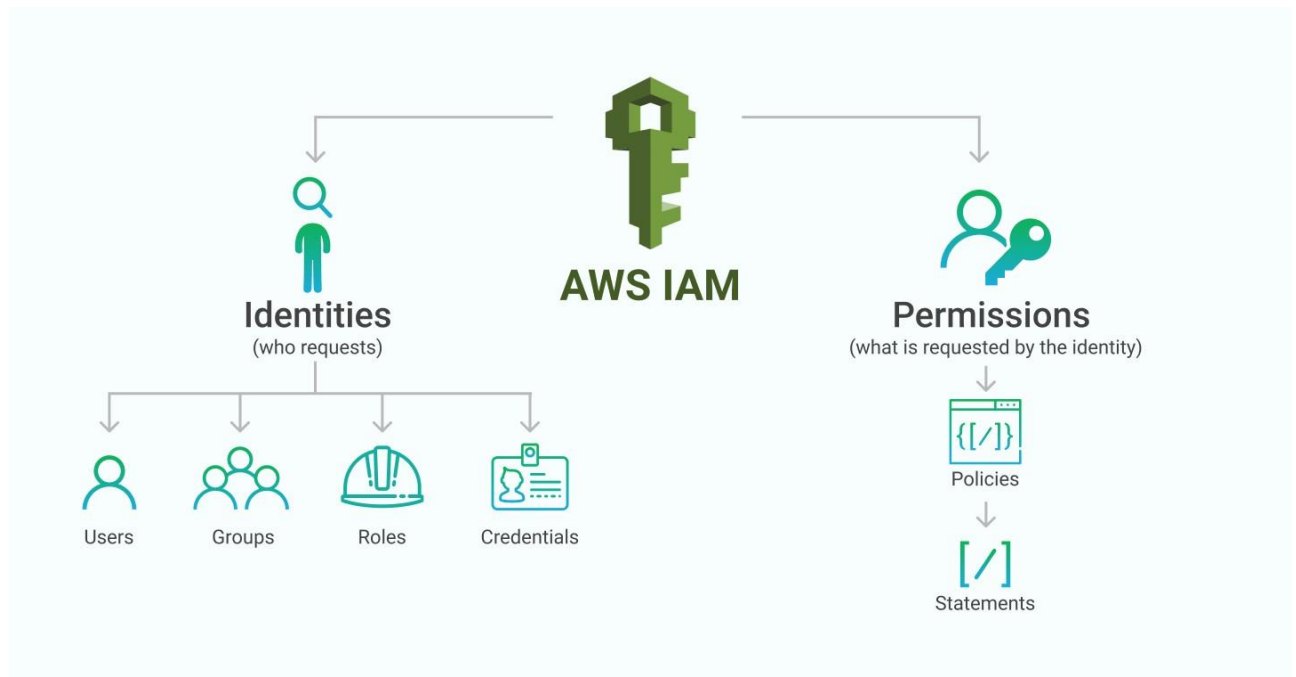 AWS IAM
Identities
(who requests)
Users
Groups
Roles
Credentials
Permissions
(what is requested by the identity)
{[/]}
Policies
[/]
Statements